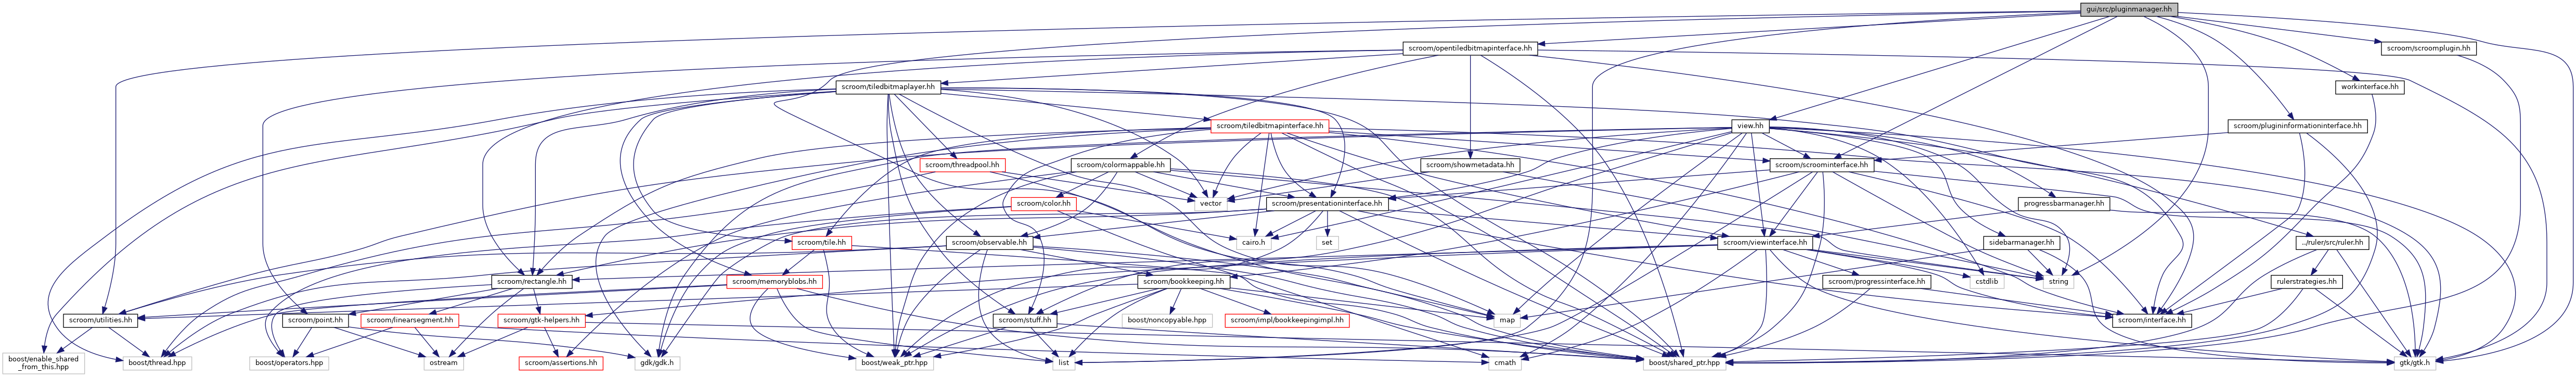 gui/src/pluginmanager.hh
scroom/opentiledbitmapinterface.hh
scroom/scroomplugin.hh
scroom/tiledbitmaplayer.hh
workinterface.hh
scroom/tiledbitmapinterface.hh
view.hh
scroom/plugininformationinterface.hh
scroom/threadpool.hh
scroom/colormappable.hh
scroom/showmetadata.hh
scroom/scroominterface.hh
scroom/color.hh
vector
scroom/presentationinterface.hh
progressbarmanager.hh
scroom/tile.hh
scroom/observable.hh
cairo.h
set
scroom/viewinterface.hh
sidebarmanager.hh
../ruler/src/ruler.hh
scroom/rectangle.hh
scroom/memoryblobs.hh
scroom/bookkeeping.hh
scroom/progressinterface.hh
cstdlib
string
rulerstrategies.hh
scroom/utilities.hh
scroom/point.hh
scroom/linearsegment.hh
scroom/gtk-helpers.hh
scroom/stuff.hh
boost/noncopyable.hpp
scroom/impl/bookkeepingimpl.hh
map
scroom/interface.hh
boost/enable_shared
_from_this.hpp
boost/thread.hpp
boost/operators.hpp
ostream
scroom/assertions.hh
gdk/gdk.h
boost/weak_ptr.hpp
list
cmath
boost/shared_ptr.hpp
gtk/gtk.h